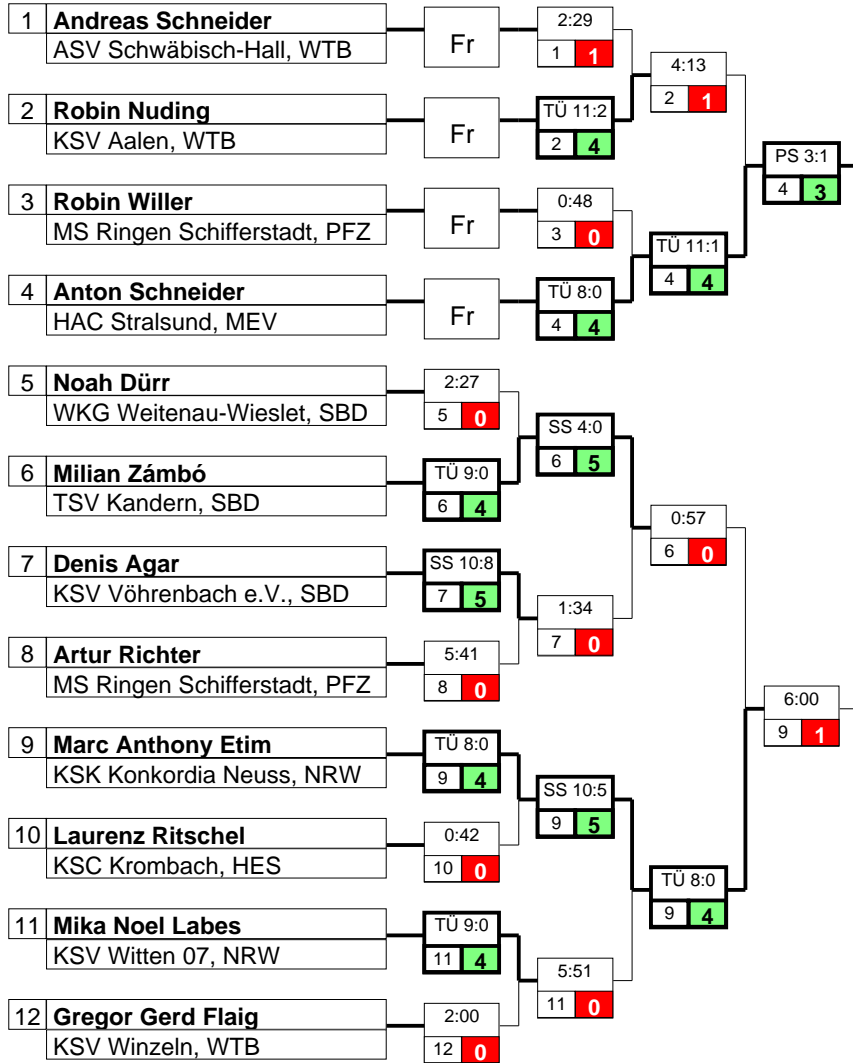 1 Andreas Schneider
ASV Schwäbisch-Hall, WTB
Fr
2:29
1 1
4:13
2 1
2 Robin Nuding
KSV Aalen, WTB
Fr
TÜ 11:2
2 4
PS 3:1
4 3
3 Robin Willer
MS Ringen Schifferstadt, PFZ
Fr
0:48
3 0
TÜ 11:1
4 4
4 Anton Schneider
HAC Stralsund, MEV
Fr
TÜ 8:0
4 4
5 Noah Dürr
WKG Weitenau-Wieslet, SBD
2:27
5 0
SS 4:0
6 5
6 Milian Zámbó
TSV Kandern, SBD
TÜ 9:0
6 4
0:57
6 0
7 Denis Agar
KSV Vöhrenbach e.V., SBD
SS 10:8
7 5
1:34
7 0
8 Artur Richter
MS Ringen Schifferstadt, PFZ
5:41
8 0
6:00
9 1
9 Marc Anthony Etim
KSK Konkordia Neuss, NRW
TÜ 8:0
9 4
SS 10:5
9 5
10 Laurenz Ritschel
KSC Krombach, HES
0:42
10 0
TÜ 8:0
9 4
11 Mika Noel Labes
KSV Witten 07, NRW
TÜ 9:0
11 4
5:51
11 0
12 Gregor Gerd Flaig
KSV Winzeln, WTB
2:00
12 0